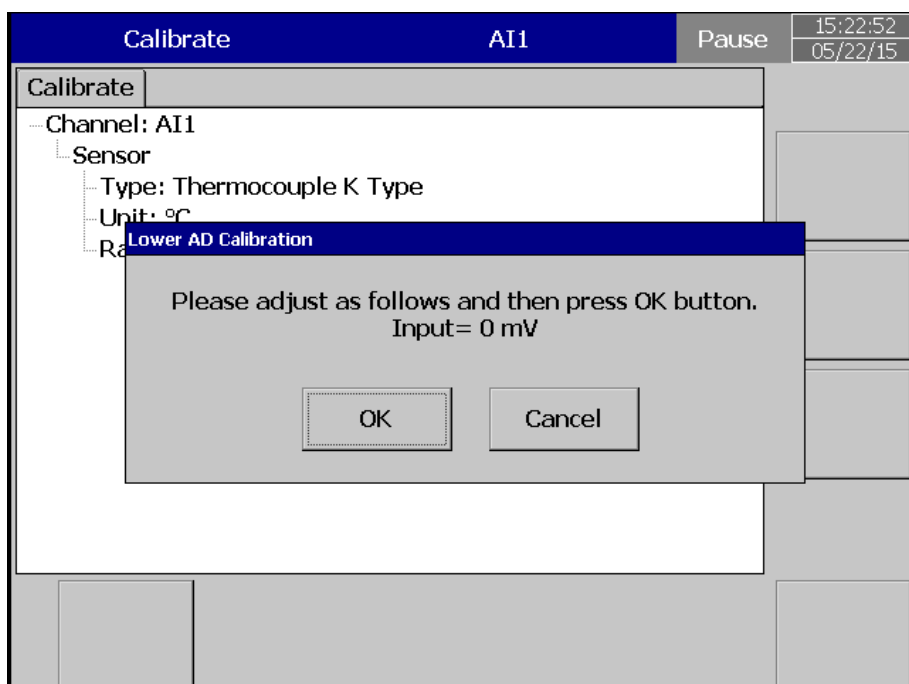 Calibrate AI1 Pause 15:22:52
05/22/15
Calibrate
Channel: AI1
Sensor
Type: Thermocouple K Type
Unit: °C
Lower AD Calibration
Please adjust as follows and then press OK button.
Input= 0 mV
OK Cancel